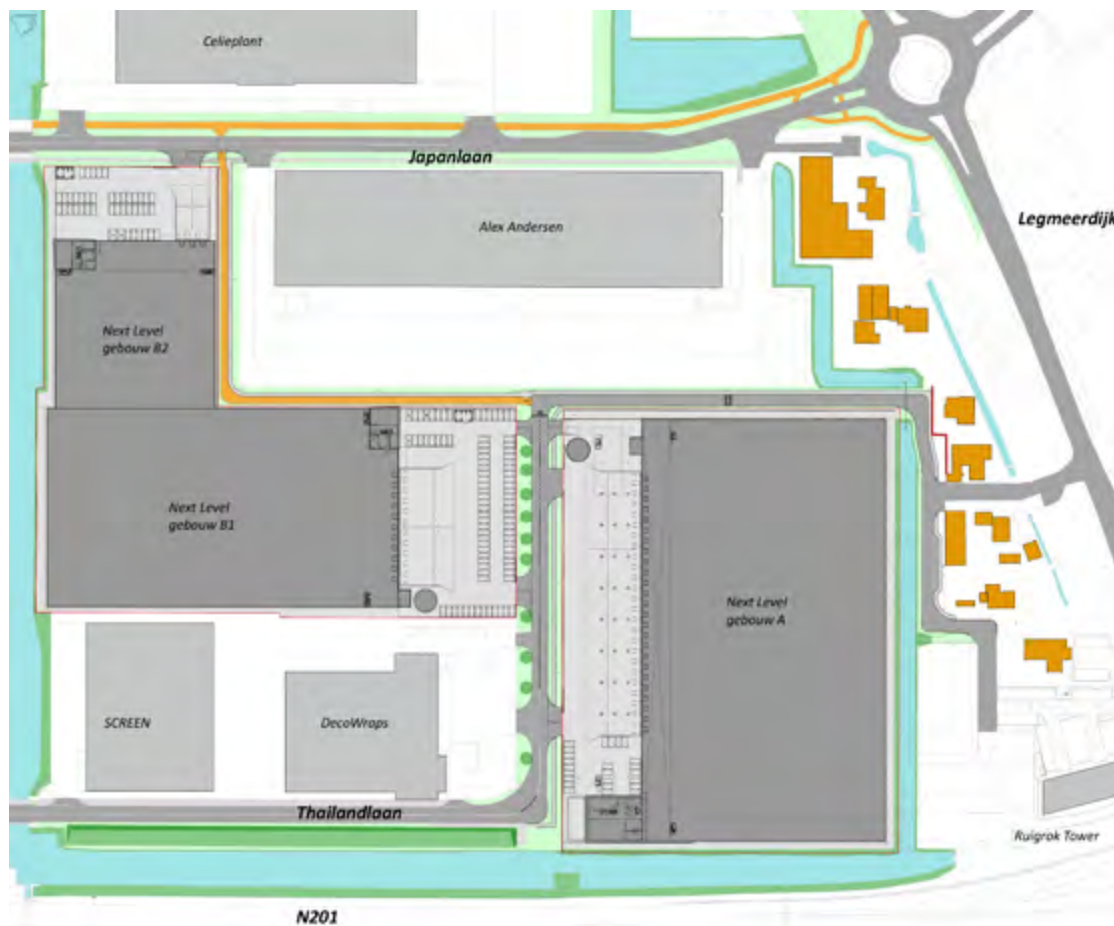 Celieplant
Japanlaan
Legmeerdijk
Alex Andersen
Next Level
gebouw B2
Next Level
gebouw B1
Next Level
gebouw A
SCREEN
DecoWraps
Thailandlaan
Ruigrok Tower
N201